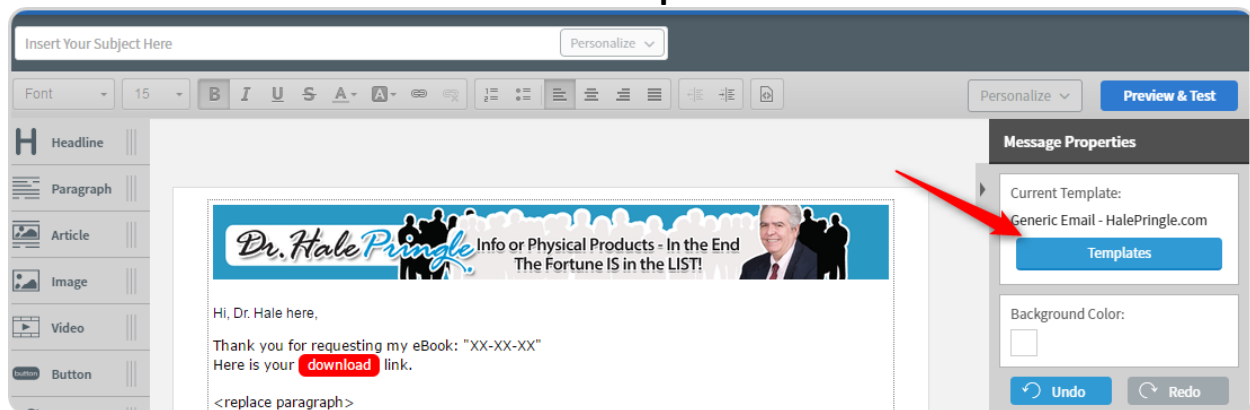 Insert Your Subject Here
Personalize
Font
15
B I U S A A
Personalize
Preview & Test
Headline
Paragraph
Article
Image
Video
button
Button
Dr. Hale Pringle
Info or Physical Products - In the End
The Fortune IS in the LIST!
Hi, Dr. Hale here,
Thank you for requesting my eBook: "XX-XX-XX"
Here is your download link.
<replace paragraph>
Message Properties
Current Template:
Generic Email - HalePringle.com
Templates
Background Color:
Undo
Redo